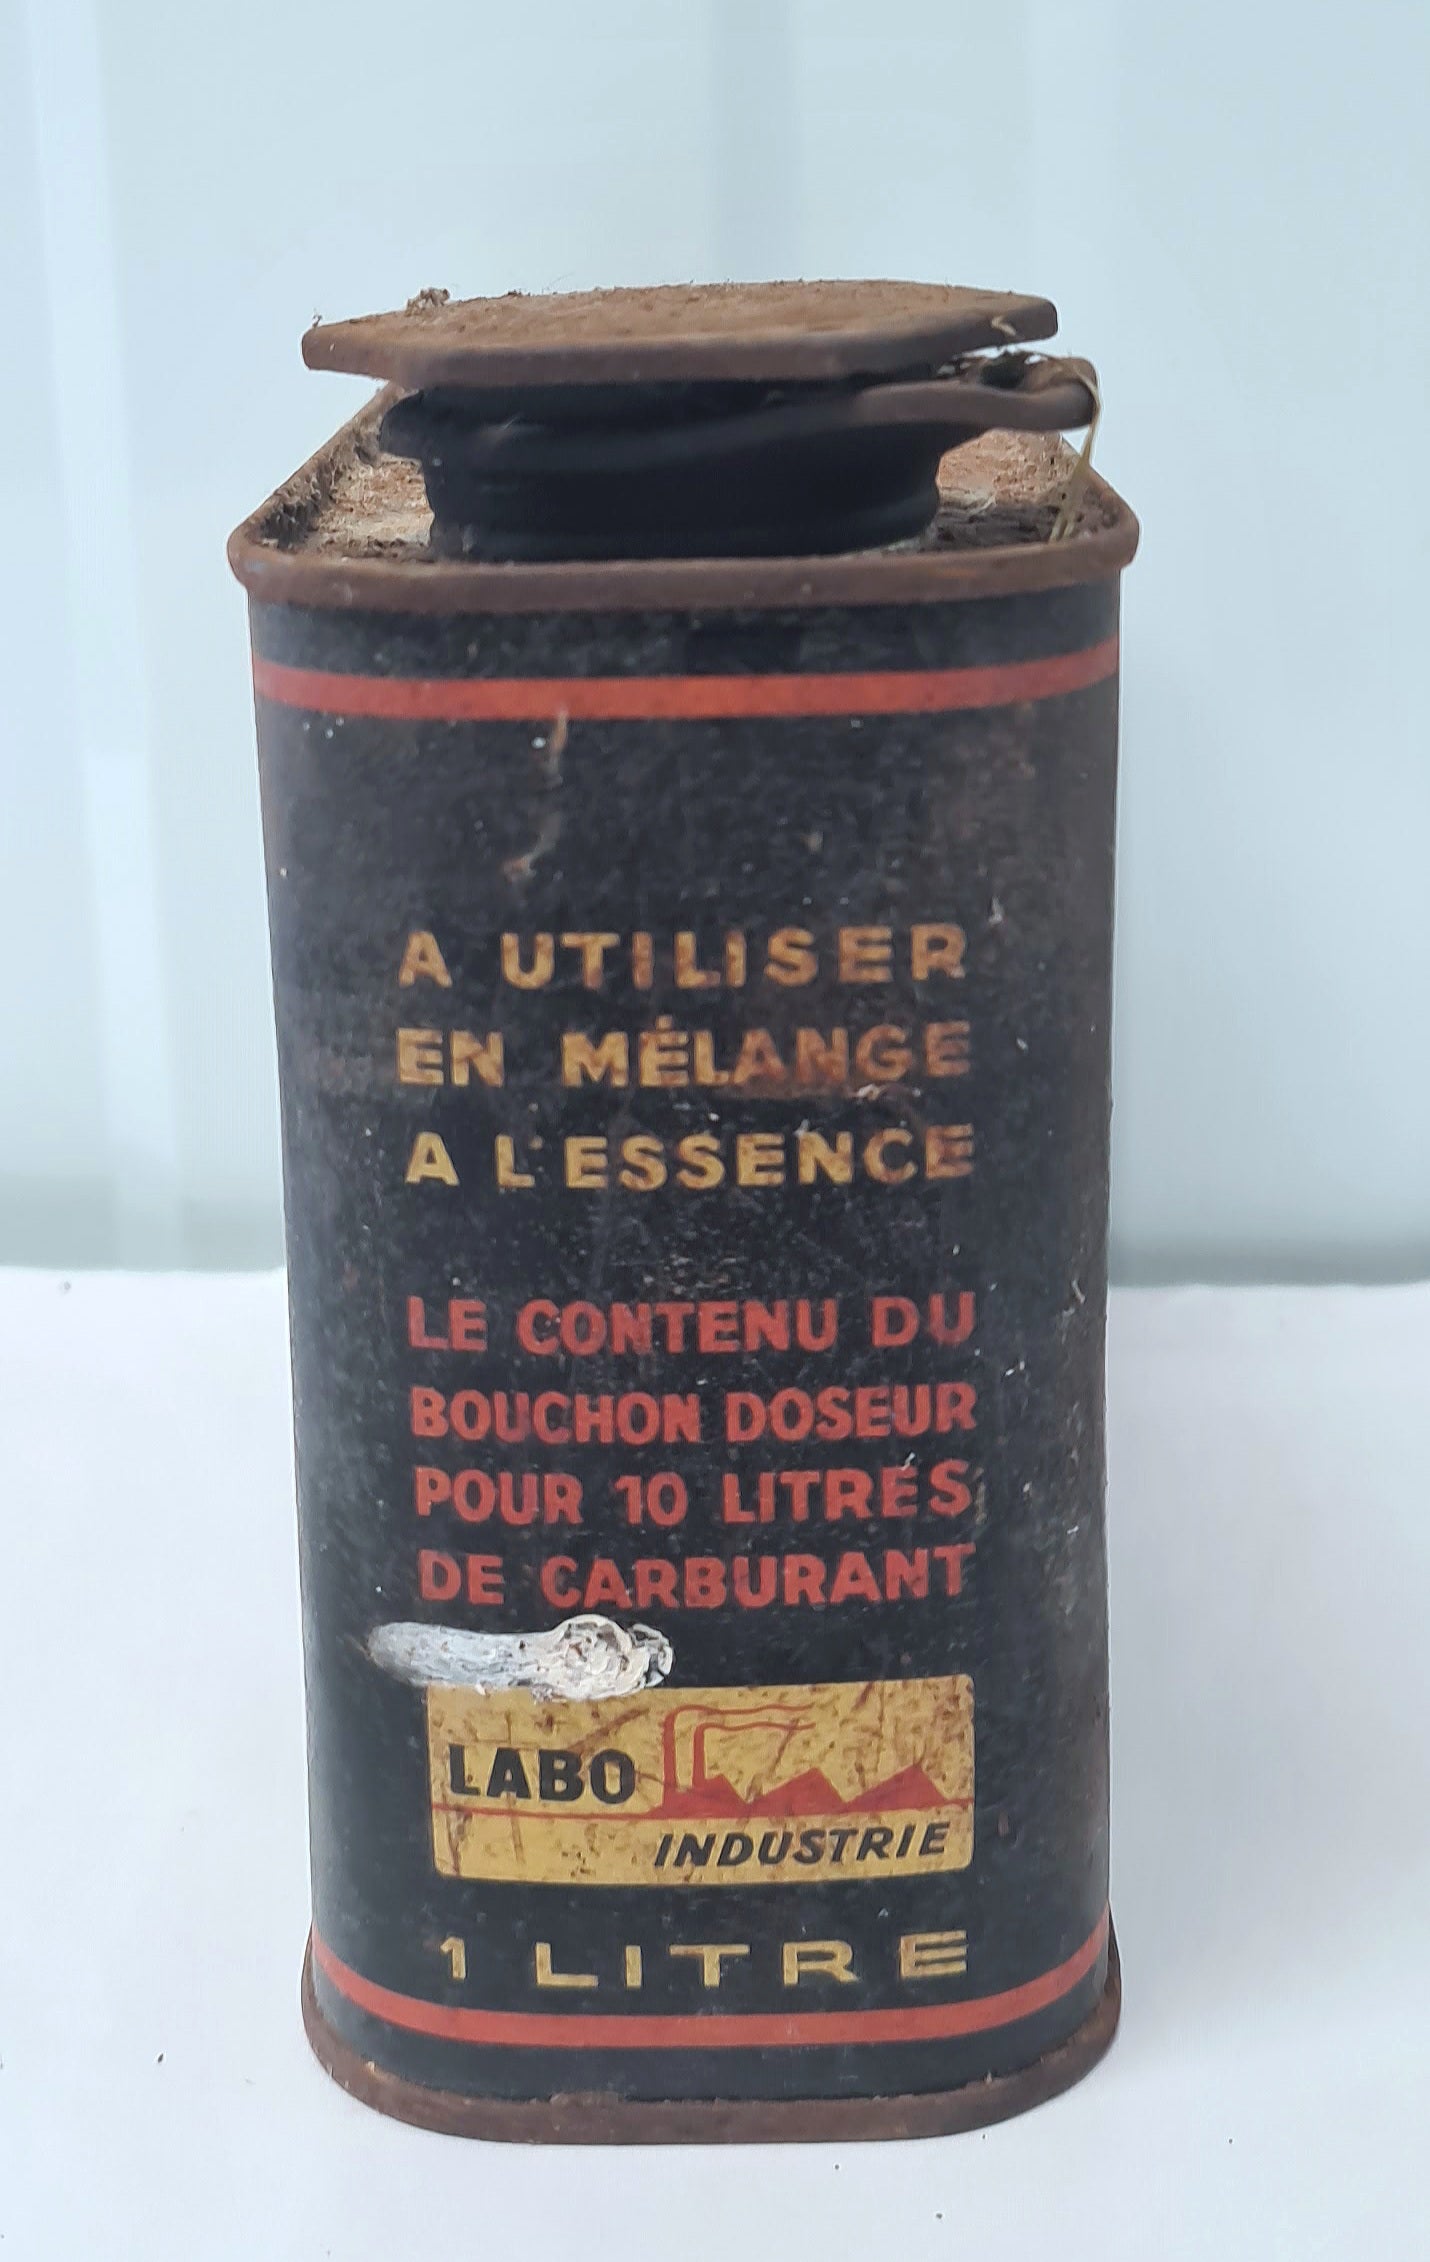 A UTILISER
EN MÉLANGE
A L'ESSENCE
LE CONTENU DU
BOUCHON DOSEUR
POUR 10 LITRES
DE CARBURANT
LABO
INDUSTRIE
1 LITRE